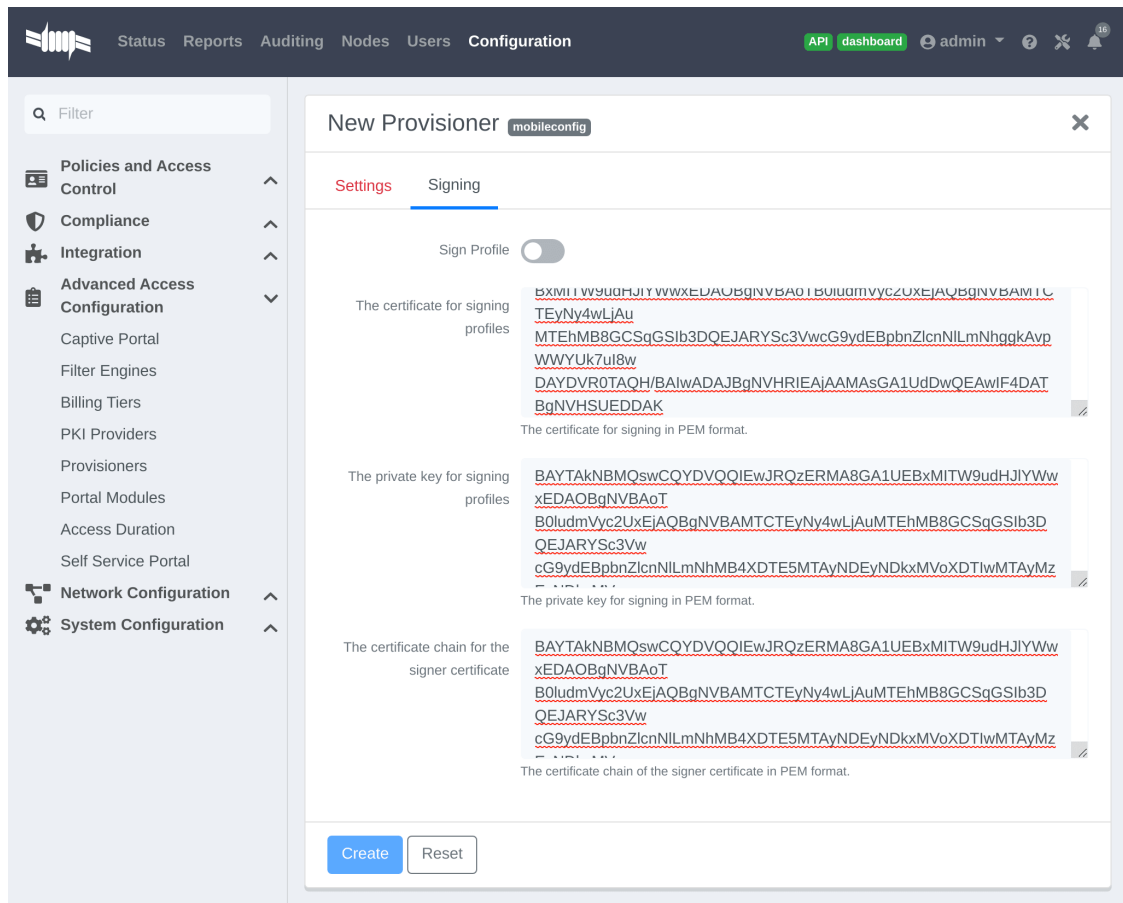 Status Reports Auditing Nodes Users Configuration API dashboard admin 16
Filter
Policies and Access
Control
Compliance
Integration
Advanced Access
Configuration
Captive Portal
Filter Engines
Billing Tiers
PKI Providers
Provisioners
Portal Modules
Access Duration
Self Service Portal
Network Configuration
System Configuration
New Provisioner mobileconfig
Settings Signing
Sign Profile
The certificate for signing
profiles
BxMITW9udHJlYWwxEDAOBgNVBAoTB0ludmVyc2UxEjAQBgNVBAMTC
TEyNy4wLjAu
MTEhMB8GCSqGSIb3DQEJARYSc3VwcG9ydEBpbnZlcnNlLmNhggkAvp
WWYUk7uI8w
DAYDVR0TAQH/BAIwADAJBgNVHRIEAjAAMAsGA1UdDwQEAwIF4DAT
BgNVHSUEDDAK
The certificate for signing in PEM format.
The private key for signing
profiles
BAYTAkNBMQswCQYDVQQIEwJRQzERMA8GA1UEBxMITW9udHJlYWw
xEDAOBgNVBAoT
B0ludmVyc2UxEjAQBgNVBAMTCTEyNy4wLjAuMTEhMB8GCSqGSIb3D
QEJARYSc3Vw
cG9ydEBpbnZlcnNlLmNhMB4XDTE5MTAyNDEyNDkxMVoXDTIwMTAyMz
The private key for signing in PEM format.
The certificate chain for the
signer certificate
BAYTAkNBMQswCQYDVQQIEwJRQzERMA8GA1UEBxMITW9udHJlYWw
xEDAOBgNVBAoT
B0ludmVyc2UxEjAQBgNVBAMTCTEyNy4wLjAuMTEhMB8GCSqGSIb3D
QEJARYSc3Vw
cG9ydEBpbnZlcnNlLmNhMB4XDTE5MTAyNDEyNDkxMVoXDTIwMTAyMz
The certificate chain of the signer certificate in PEM format.
Create Reset